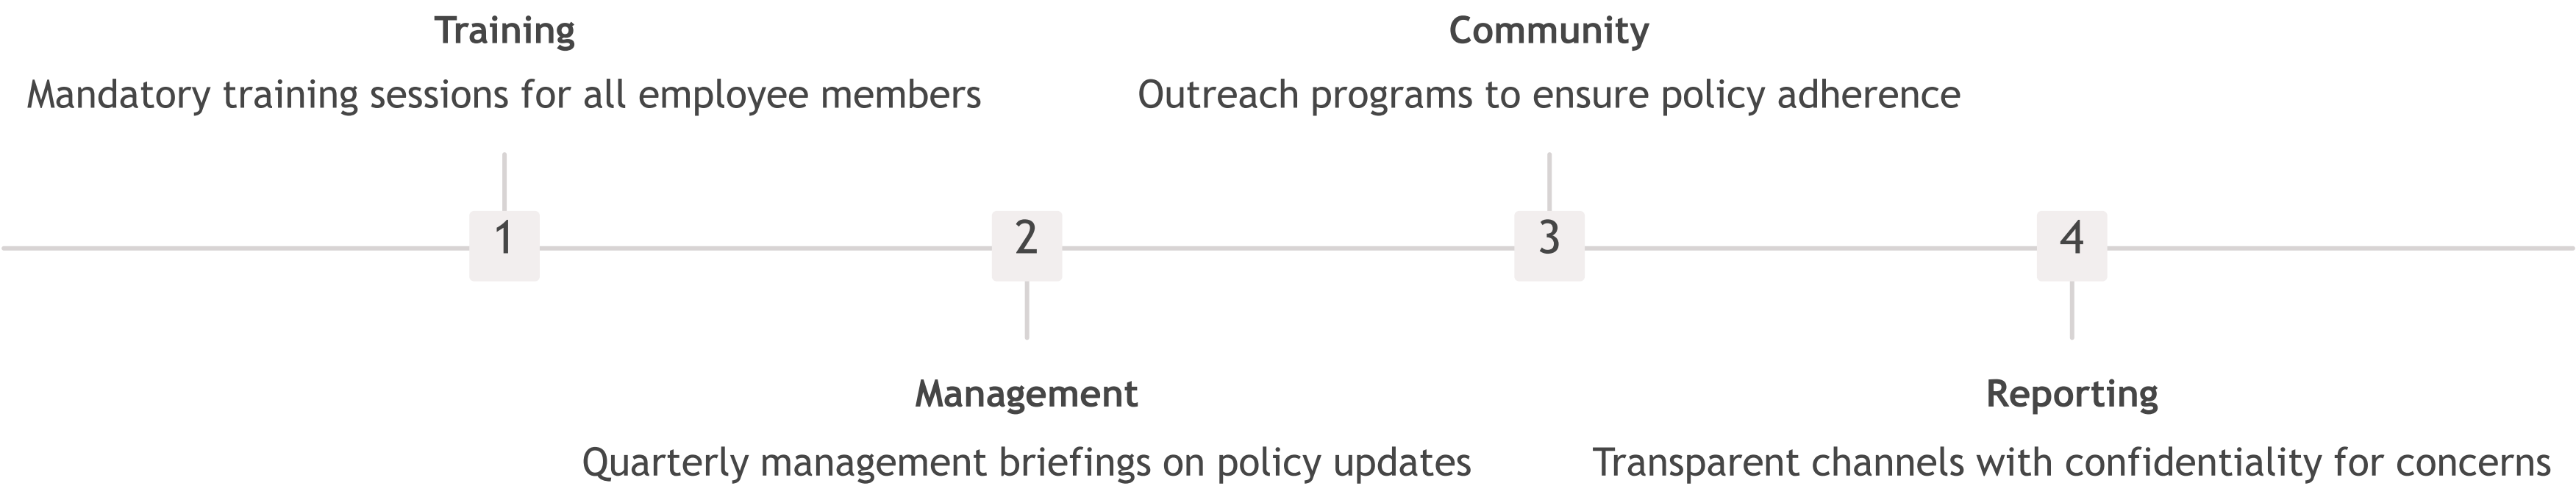 Training
Mandatory training sessions for all employee members
Community
Outreach programs to ensure policy adherence
1
2
3
4
Management
Quarterly management briefings on policy updates
Reporting
Transparent channels with confidentiality for concerns